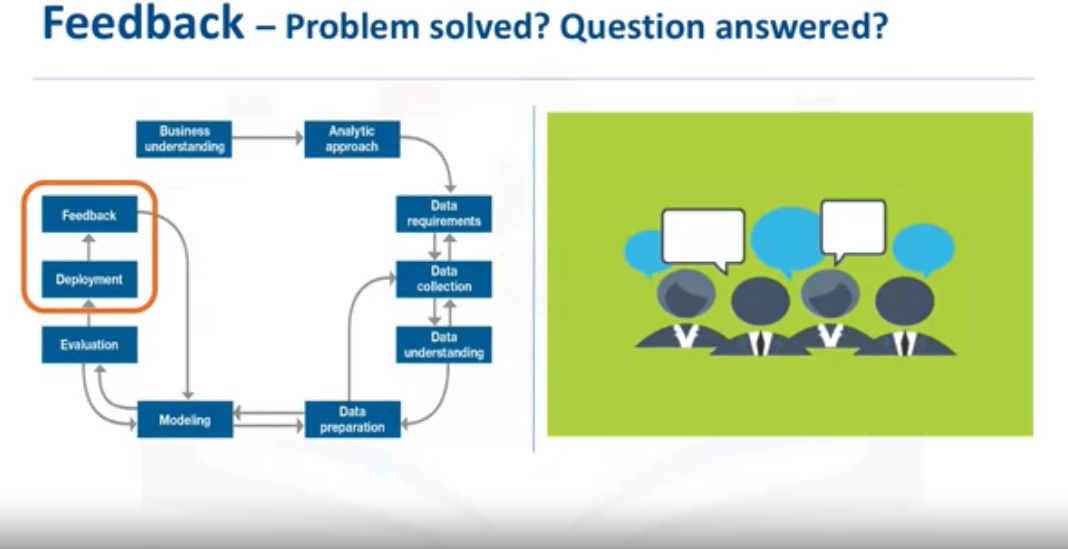 Feedback – Problem solved? Question answered?
Business
understanding
Analytic
approach
Feedback
Data
requirements
Deployment
Data
collection
Evaluation
Data
understanding
Modeling
Data
preparation